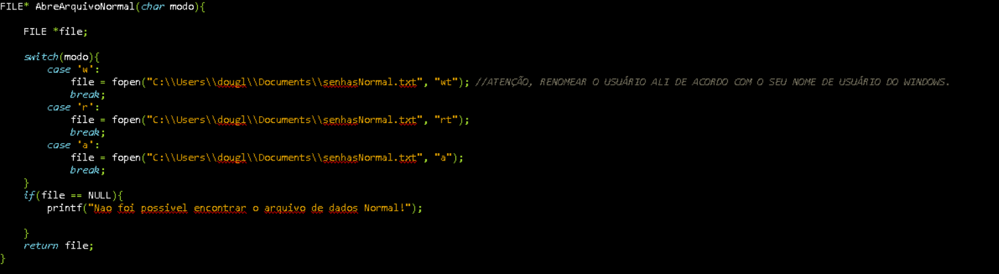 FILE* AbreArquivoNormal(char modo){
FILE *file;
switch(modo){
case 'w':
file = fopen("C:\\Users\\dougl\\Documents\\senhasNormal.txt", "wt"); //ATENÇÃO, RENOMEAR O USUÁRIO ALI DE ACORDO COM O SEU NOME DE USUÁRIO DO WINDOWS.
break;
case 'r':
file = fopen("C:\\Users\\dougl\\Documents\\senhasNormal.txt", "rt");
break;
case 'a':
file = fopen("C:\\Users\\dougl\\Documents\\senhasNormal.txt", "a");
break;
}
if(file == NULL){
printf("Nao foi possivel encontrar o arquivo de dados Normal!");
}
return file;
}